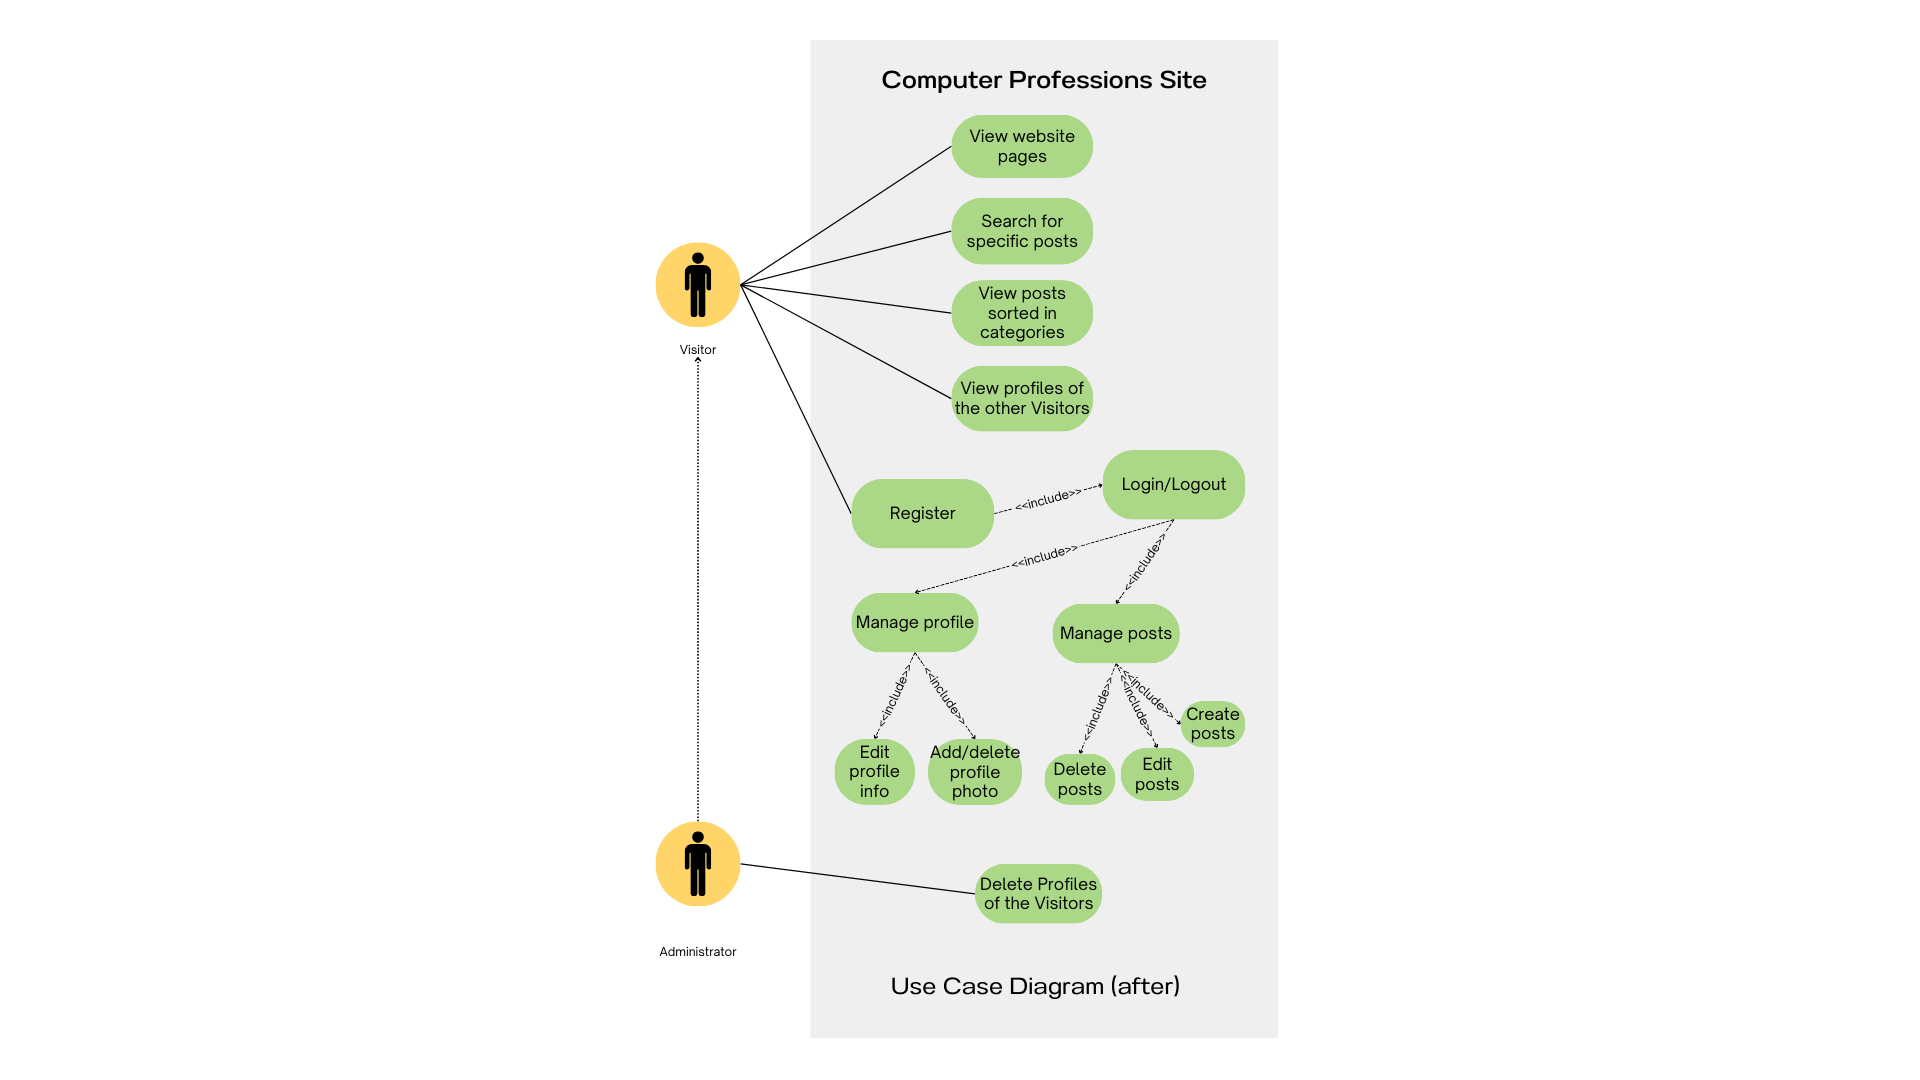 Computer Professions Site
View website
pages
Search for
specific posts
View posts
sorted in
categories
Visitor
View profiles of
the other Visitors
Login/Logout
Register
<<include>>
<<include>>
<<include>>
Manage profile
Manage posts
<<include>>
<<include>>
<<include>>
<<include>>
<<include>>
Create
posts
Edit
profile
info
Add/delete
profile
photo
Delete
posts
Edit
posts
Delete Profiles
of the Visitors
Administrator
Use Case Diagram (after)